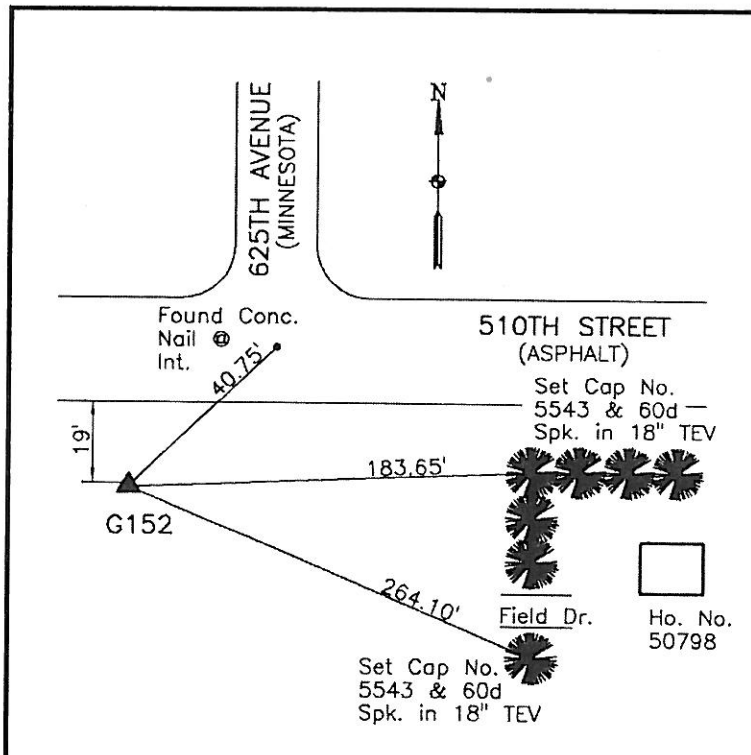 625TH AVENUE
(MINNESOTA)
N
Found Conc.
Nail @
Int.
40.75'
510TH STREET
(ASPHALT)
Set Cap No.
5543 & 60d
Spk. in 18" TEV
19'
183.65'
G152
264.10'
Field Dr.
Ho. No.
50798
Set Cap No.
5543 & 60d
Spk. in 18" TEV